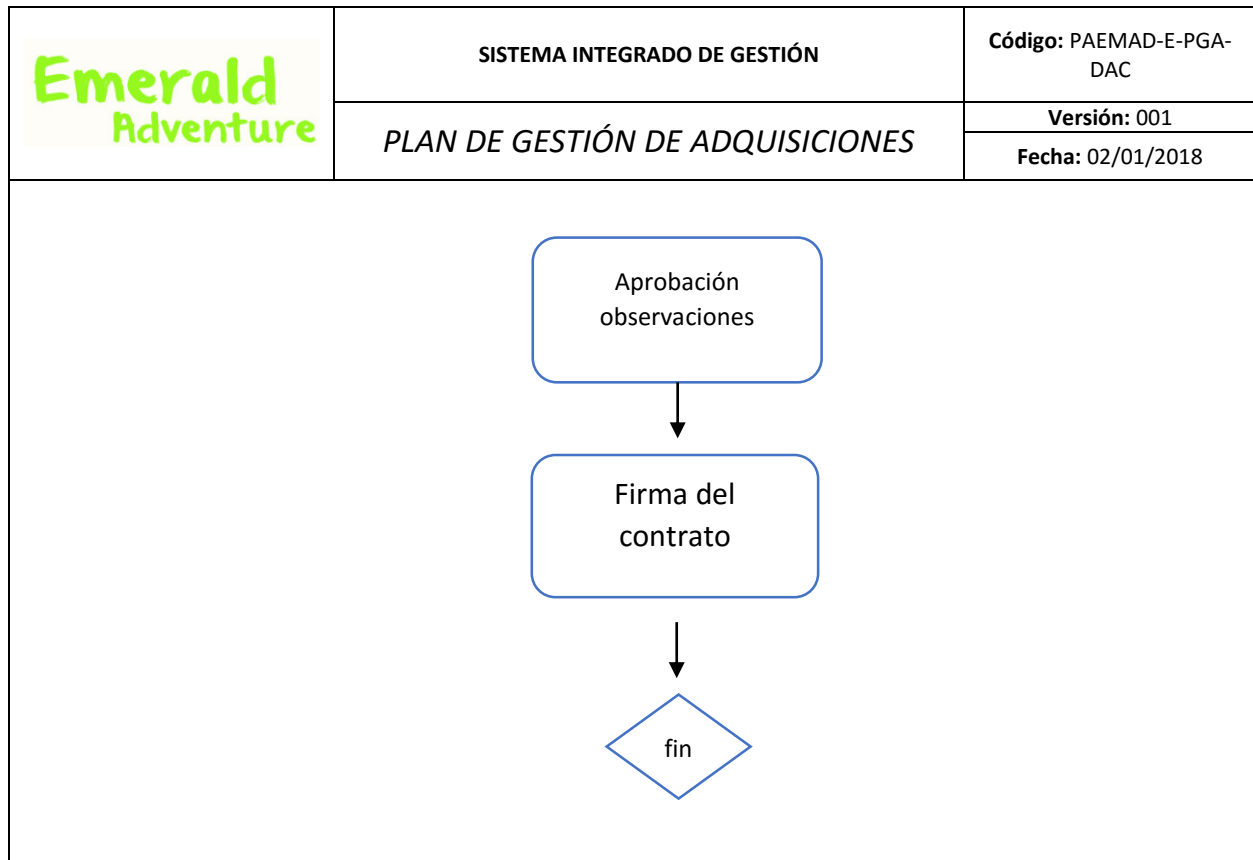 Emerald
Adventure
SISTEMA INTEGRADO DE GESTIÓN
Código: PAEMAD-E-PGA-
DAC
PLAN DE GESTIÓN DE ADQUISICIONES
Versión: 001
Fecha: 02/01/2018
Aprobación
observaciones
Firma del
contrato
fin